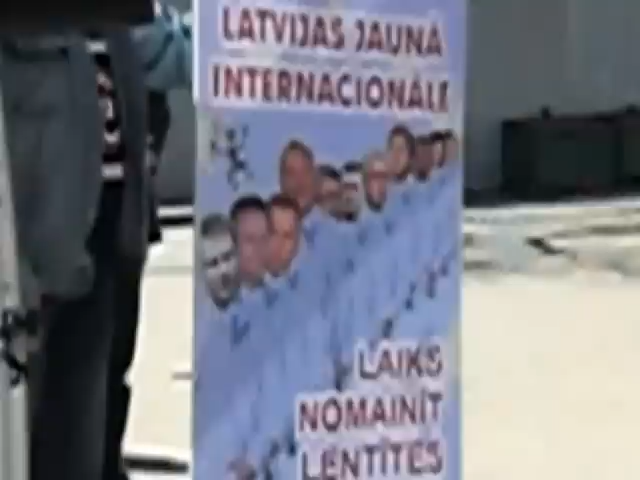 LATVIJAS JAUNĀ
INTERNACIONĀLE
LAIKS
NOMAINĪT
LENTĪTES